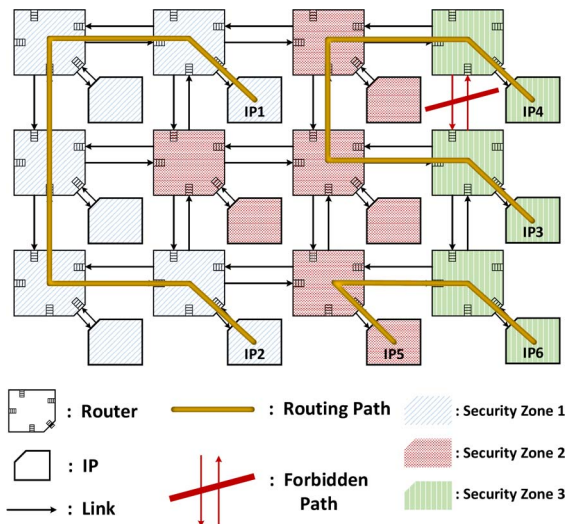 IP1
IP4
IP3
IP2
IP5
IP6
: Router
: Routing Path
: Security Zone 1
: IP
: Security Zone 2
: Forbidden
Path
: Link
: Security Zone 3